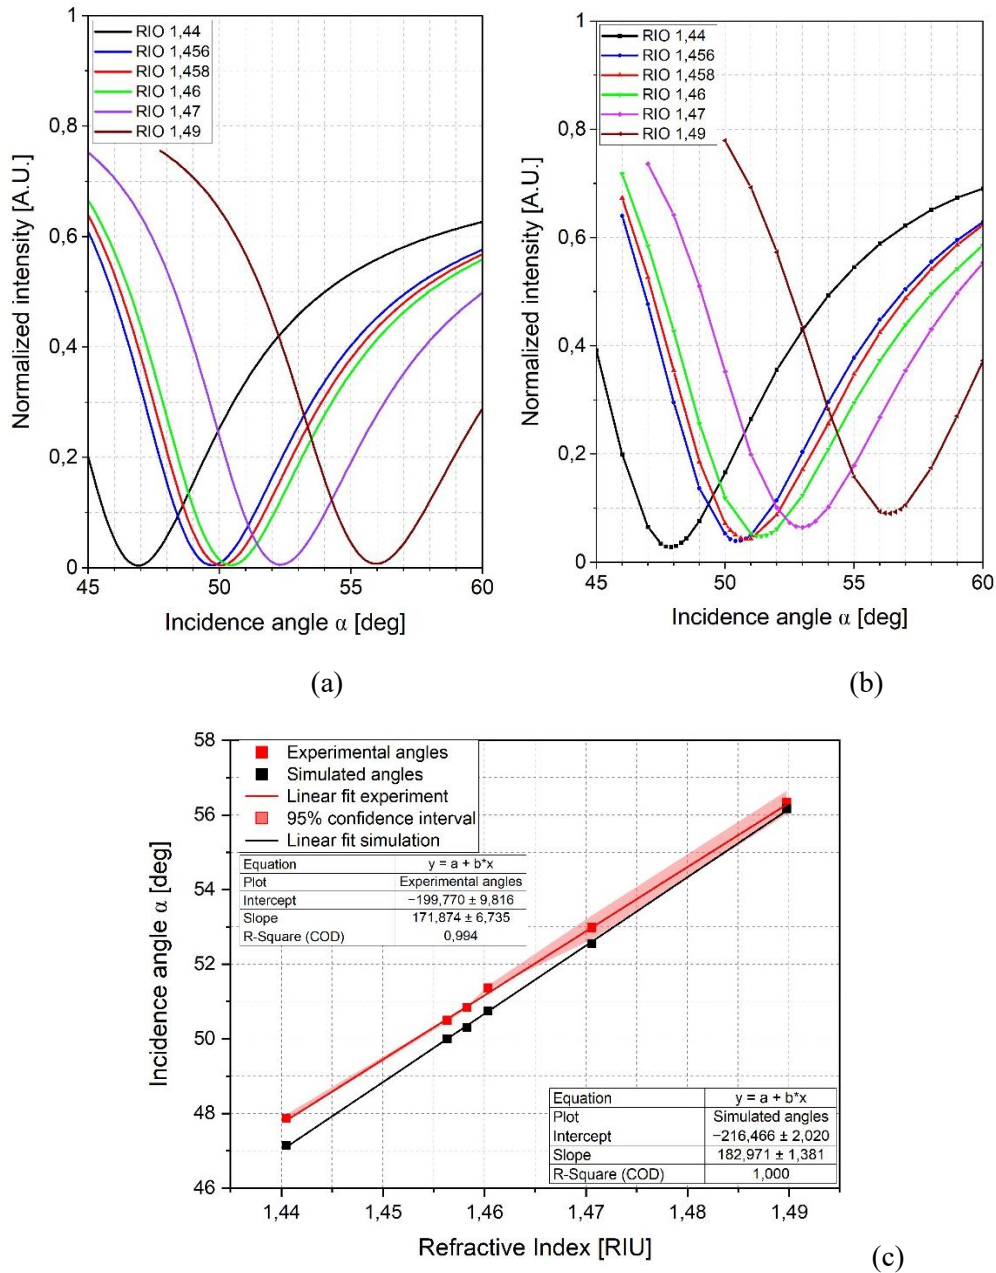 1
0,8
0,6
0,4
0,2
0
45
50
55
60
Normalized intensity [A.U.]
Incidence angle α [deg]
RIO 1,44
RIO 1,456
RIO 1,458
RIO 1,46
RIO 1,47
RIO 1,49
(a)
1
0,8
0,6
0,4
0,2
0
45
50
55
60
Normalized intensity [A.U.]
Incidence angle α [deg]
RIO 1,44
RIO 1,456
RIO 1,458
RIO 1,46
RIO 1,47
RIO 1,49
(b)
58
56
54
52
50
48
46
Incidence angle α [deg]
Experimental angles
Simulated angles
Linear fit experiment
95% confidence interval
Linear fit simulation
Equation y = a + b*x
Plot Experimental angles
Intercept −199,770 ± 9,816
Slope 171,874 ± 6,735
R-Square (COD) 0,994
Equation y = a + b*x
Plot Simulated angles
Intercept −216,466 ± 2,020
Slope 182,971 ± 1,381
R-Square (COD) 1,000
1,44
1,45
1,46
1,47
1,48
1,49
Refractive Index [RIU]
(c)